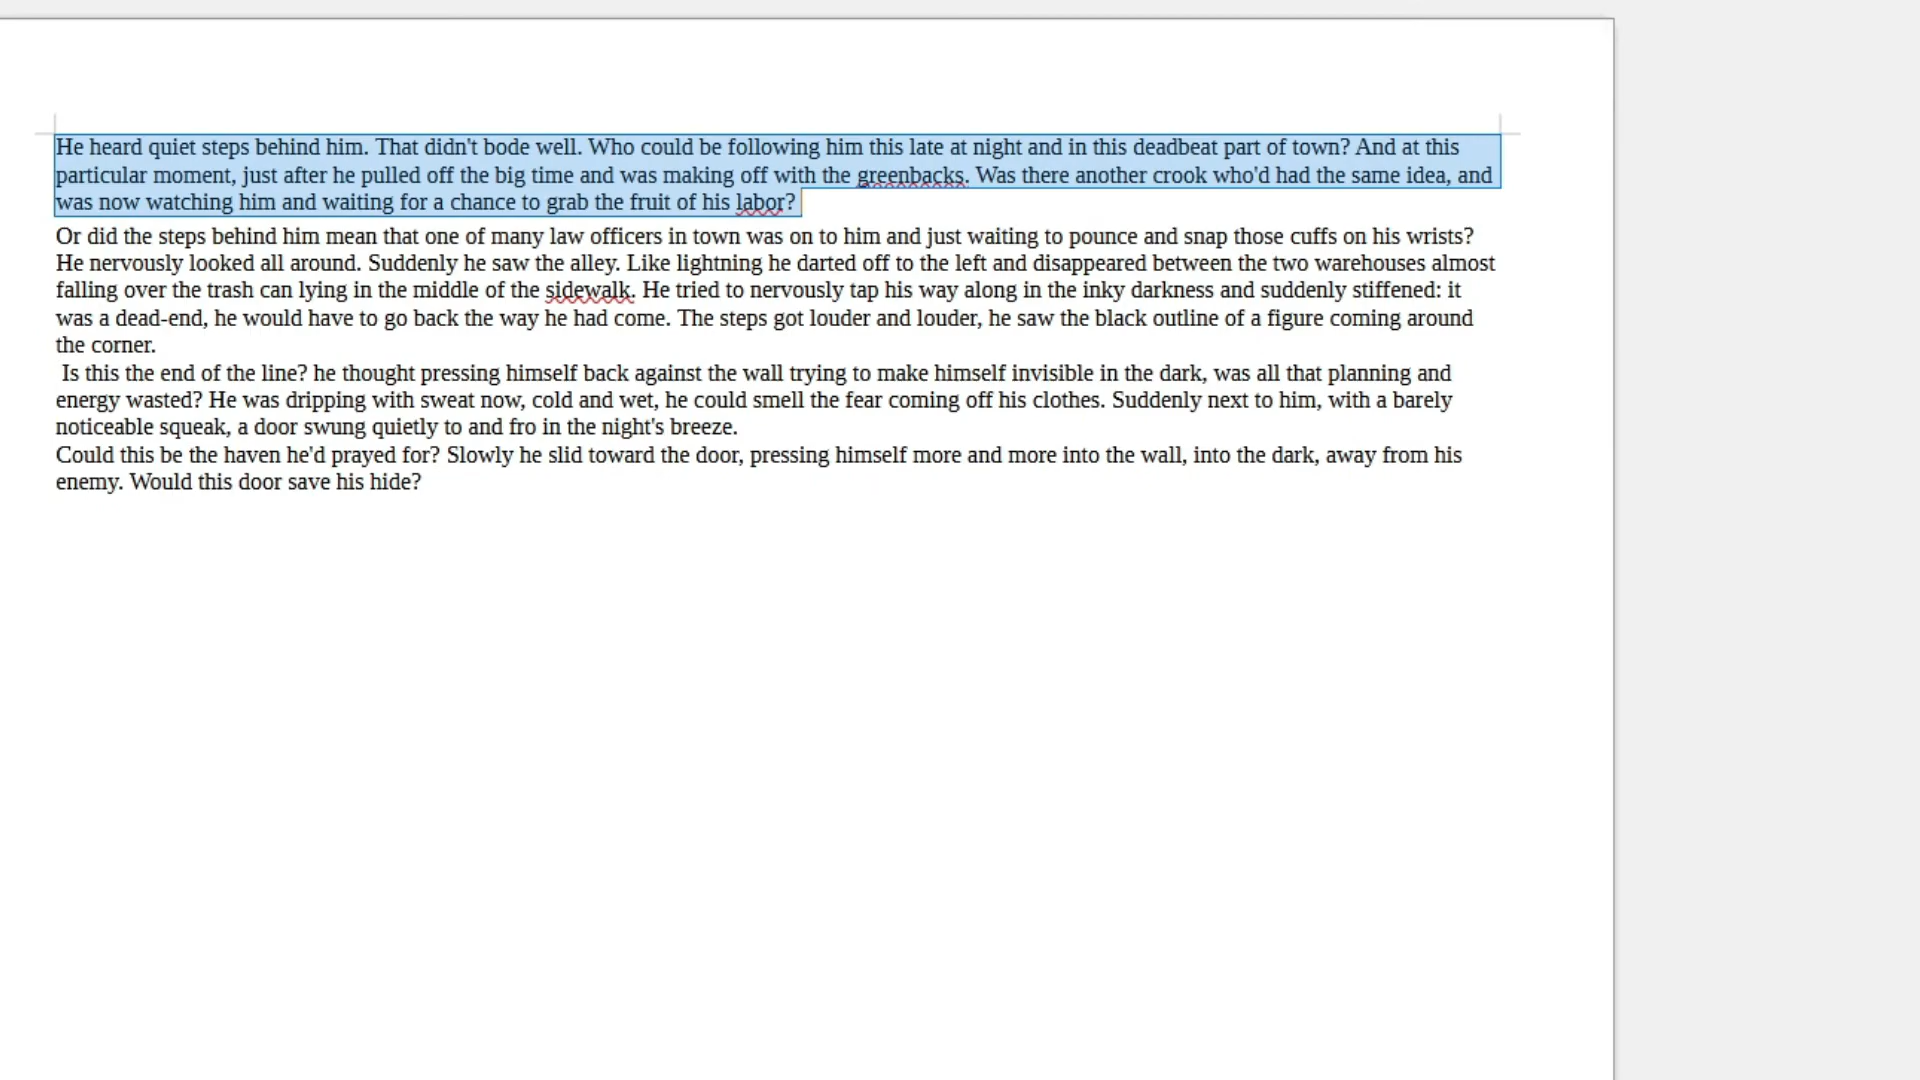 He heard quiet steps behind him. That didn't bode well. Who could be following him this late at night and in this deadbeat part of town? And at this
particular moment, just after he pulled off the big time and was making off with the greenbacks. Was there another crook who'd had the same idea, and
was now watching him and waiting for a chance to grab the fruit of his labor?
Or did the steps behind him mean that one of many law officers in town was on to him and just waiting to pounce and snap those cuffs on his wrists?
He nervously looked all around. Suddenly he saw the alley. Like lightning he darted off to the left and disappeared between the two warehouses almost
falling over the trash can lying in the middle of the sidewalk. He tried to nervously tap his way along in the inky darkness and suddenly stiffened: it
was a dead-end, he would have to go back the way he had come. The steps got louder and louder, he saw the black outline of a figure coming around
the corner.
Is this the end of the line? he thought pressing himself back against the wall trying to make himself invisible in the dark, was all that planning and
energy wasted? He was dripping with sweat now, cold and wet, he could smell the fear coming off his clothes. Suddenly next to him, with a barely
noticeable squeak, a door swung quietly to and fro in the night's breeze.
Could this be the haven he'd prayed for? Slowly he slid toward the door, pressing himself more and more into the wall, into the dark, away from his
enemy. Would this door save his hide?